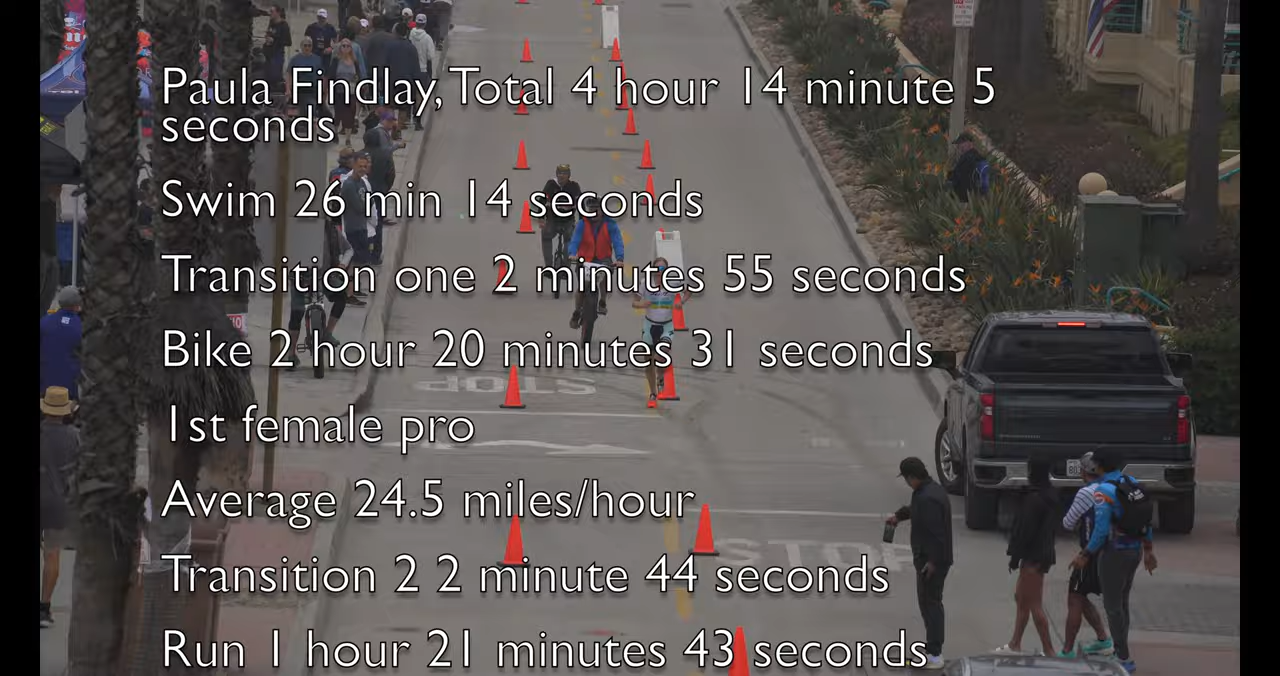 Paula Findlay, Total 4 hour 14 minute 5
seconds
Swim 26 min 14 seconds
Transition one 2 minutes 55 seconds
Bike 2 hour 20 minutes 31 seconds
1st female pro
Average 24.5 miles/hour
STOP
Transition 2 2 minute 44 seconds
STOP
Run 1 hour 21 minutes 43 seconds